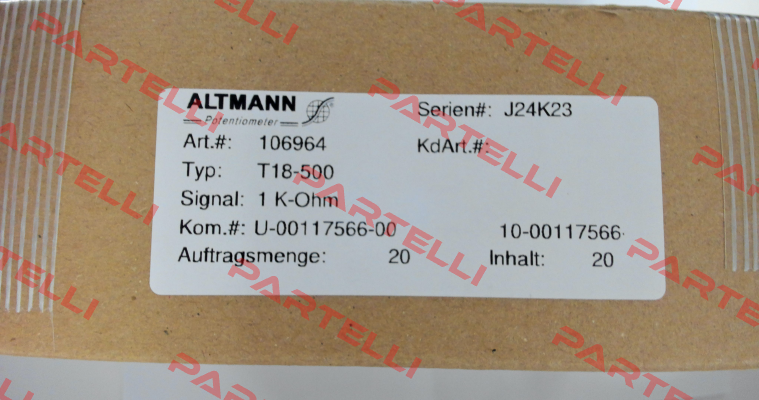 ALTMANN
Potentiometer
Serien#: J24K23
Art.#: 106964 KdArt.#:
Typ: T18-500
Signal: 1 K-Ohm
Kom.#: U-00117566-00 10-00117566-
Auftragsmenge: 20 Inhalt: 20
PARTELLI
PARTELLI
PARTELLI
PARTELLI
PARTELLI
PARTELLI
PARTELLI
PARTELLI